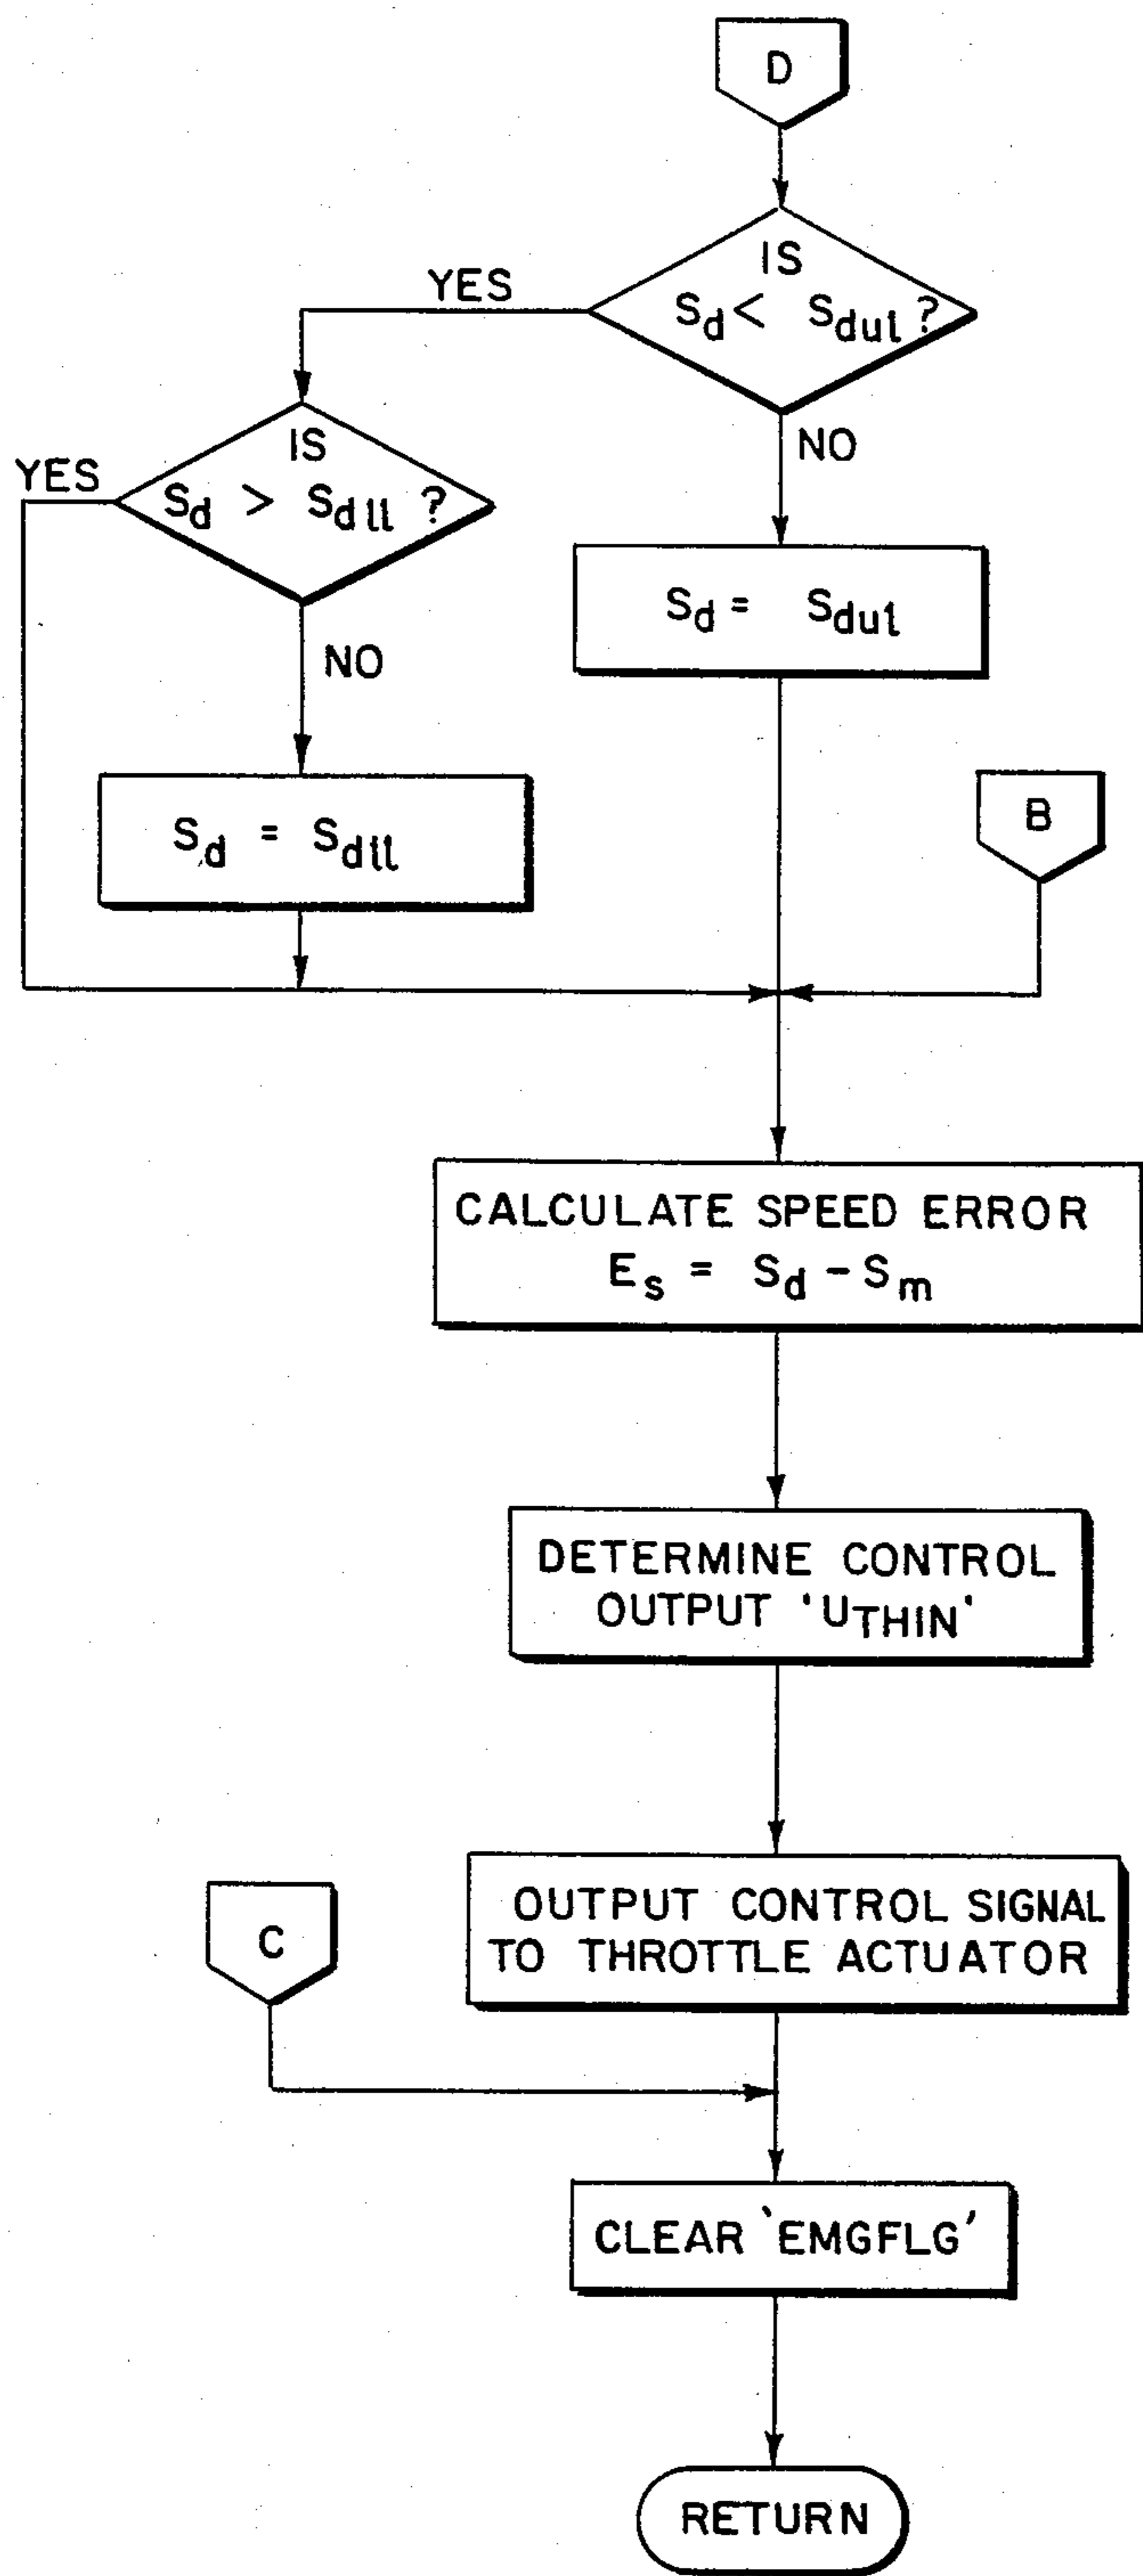 D
IS
Sd < Sdul ?
YES
NO
IS
Sd > Sdll ?
YES
NO
Sd = Sdul
Sd = Sdll
B
CALCULATE SPEED ERROR
Es = Sd - Sm
DETERMINE CONTROL
OUTPUT 'UTHIN'
OUTPUT CONTROL SIGNAL
TO THROTTLE ACTUATOR
C
CLEAR 'EMGFLG'
RETURN